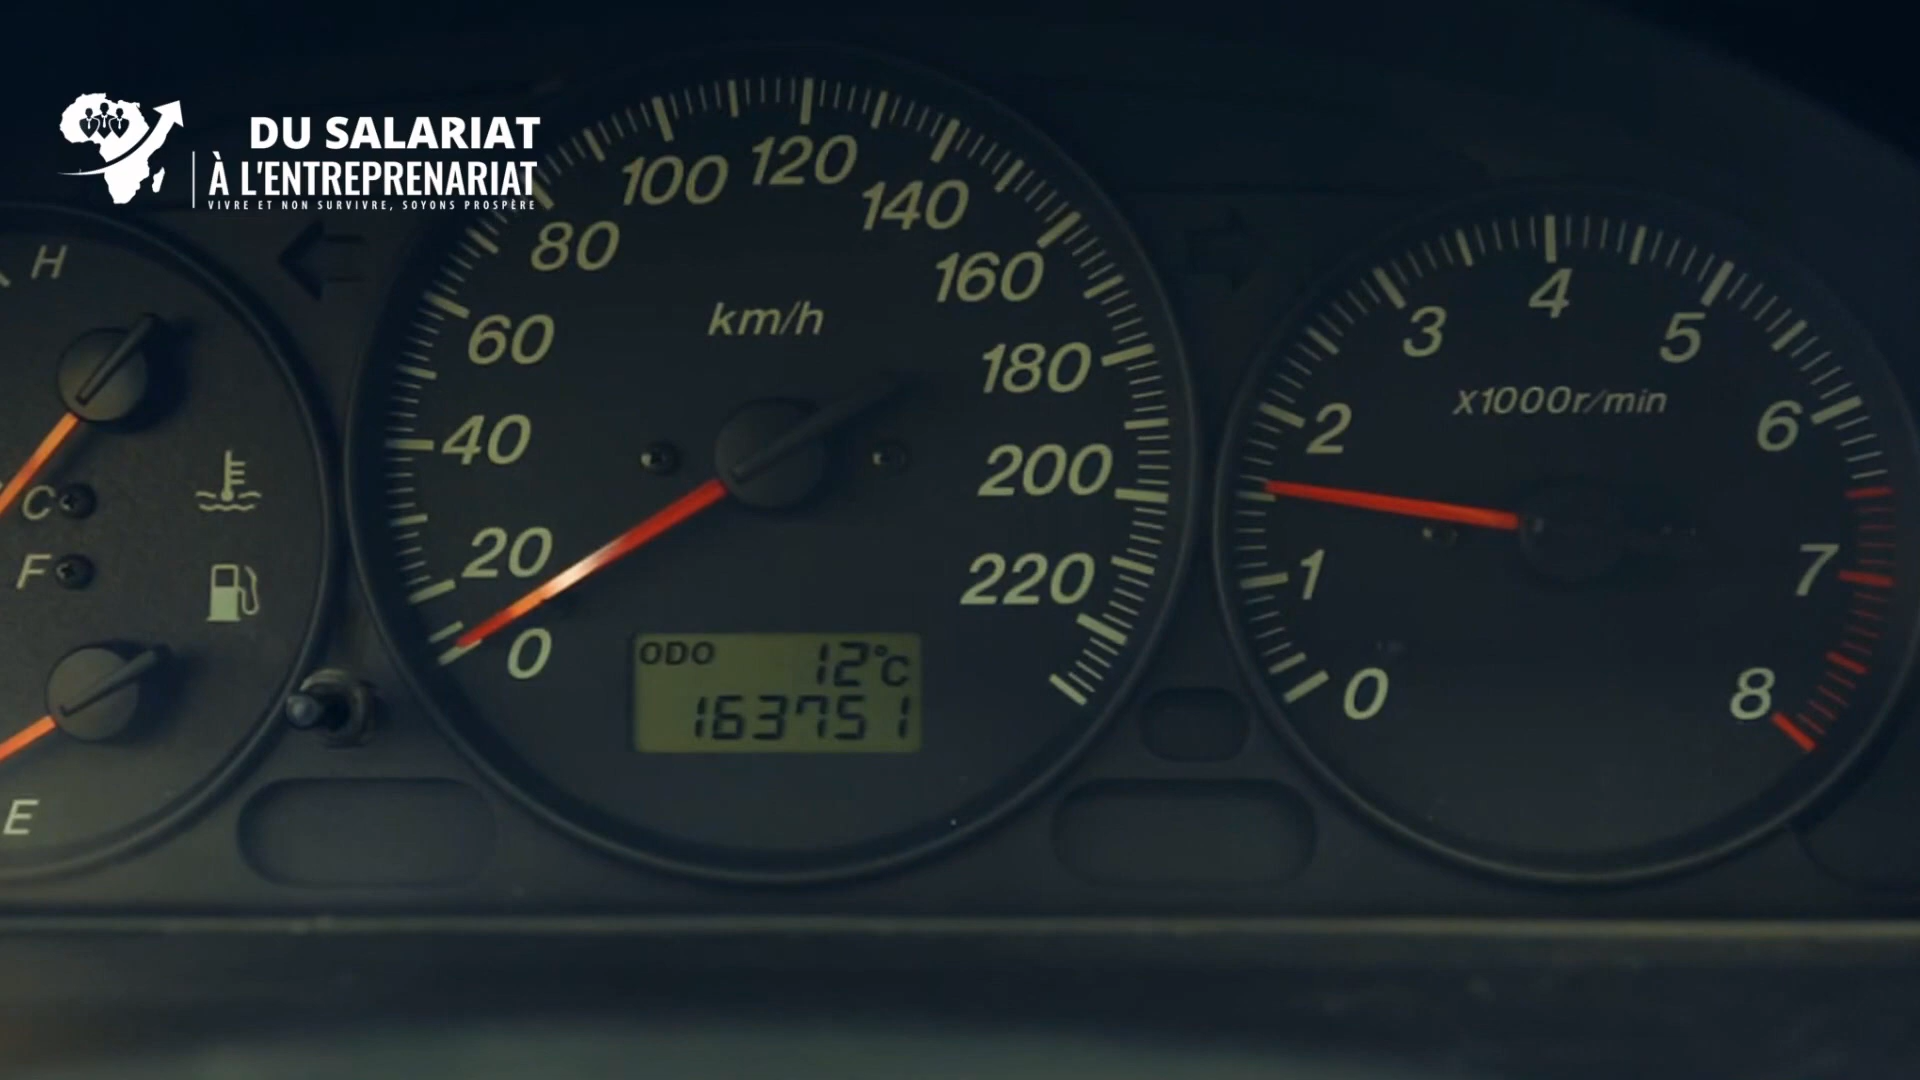 DU SALARIAT
À L'ENTREPRENARIAT
VIVRE ET NON SURVIVRE, SOYONS PROSPÈRE
H
C
F
E
0
20
40
60
80
100
120
140
160
180
200
220
km/h
ODO 12°C
163751
0
1
2
3
4
5
6
7
8
X1000r/min